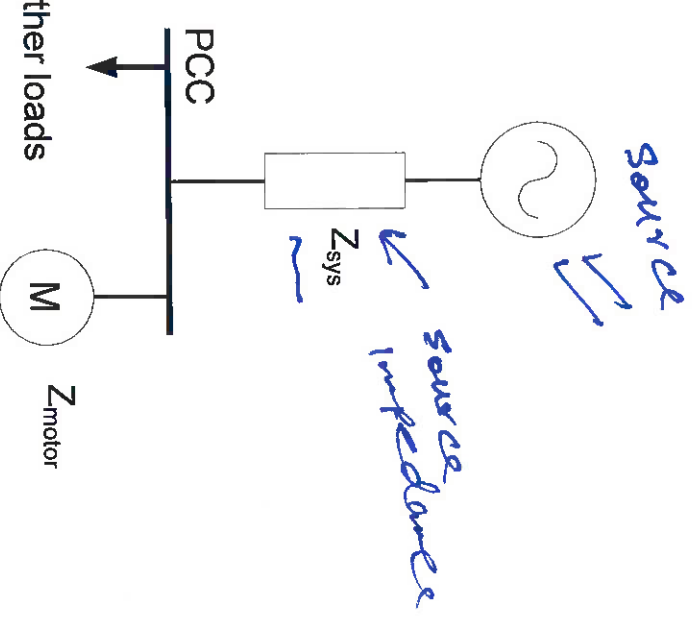 source
Zsys
source
Impedance
PCC
ther loads
M
Zmotor